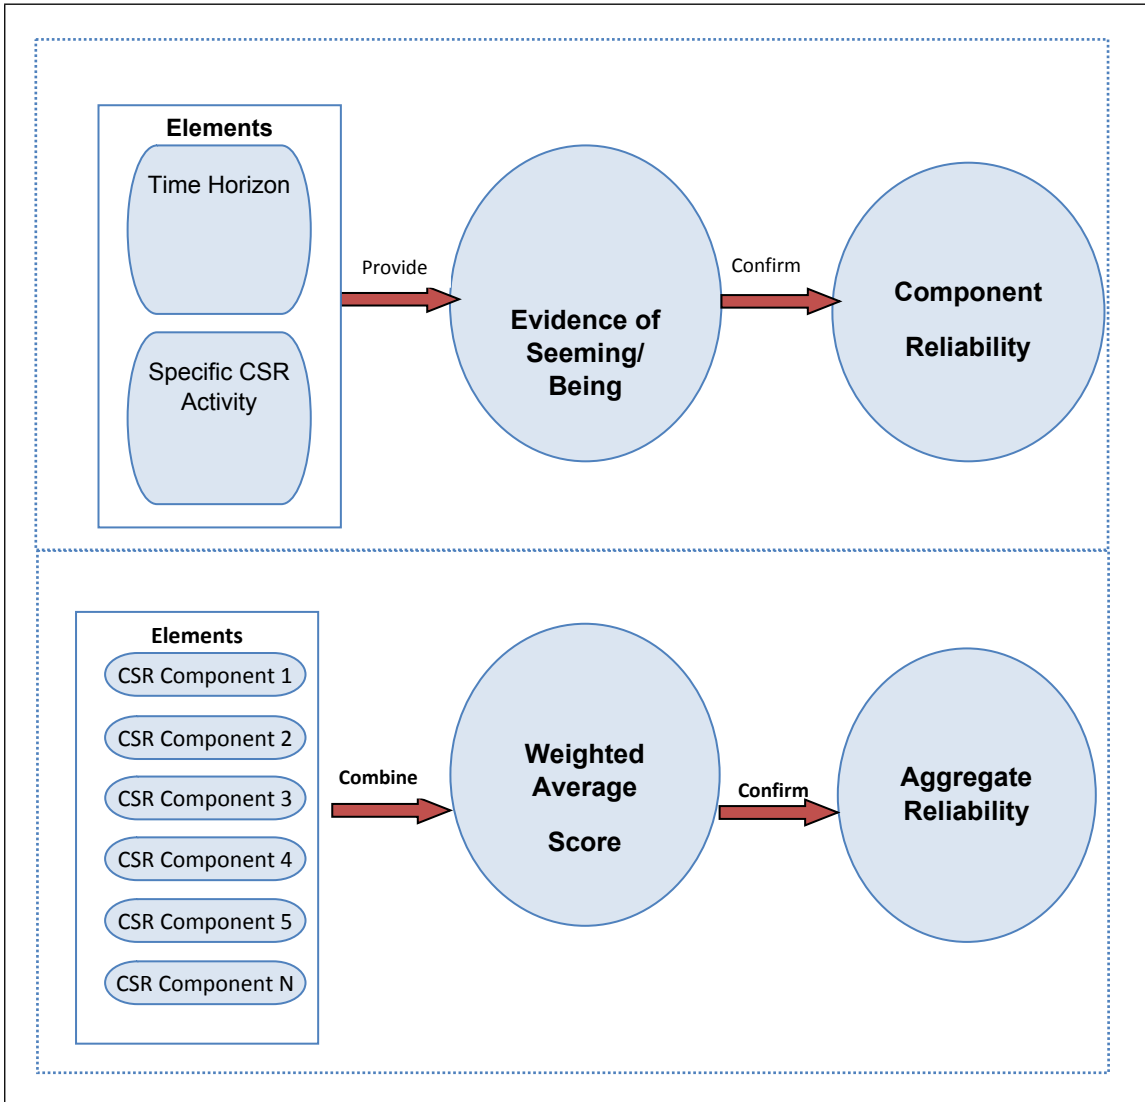 Elements
Time Horizon
Specific CSR
Activity
Provide
Evidence of
Seeming/
Being
Confirm
Component
Reliability
Elements
CSR Component 1
CSR Component 2
CSR Component 3
CSR Component 4
CSR Component 5
CSR Component N
Combine
Weighted
Average
Score
Confirm
Aggregate
Reliability